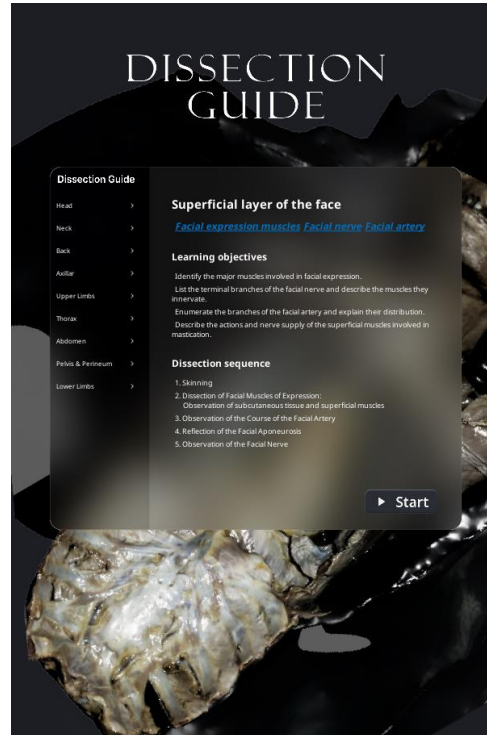 DISSECTION
GUIDE
Dissection Guide
Head
Neck
Back
Axillar
Upper Limbs
Thorax
Abdomen
Pelvis & Perineum
Lower Limbs
Superficial layer of the face
Facial expression muscles Facial nerve Facial artery
Learning objectives
Identify the major muscles involved in facial expression.
List the terminal branches of the facial nerve and describe the muscles they
innervate.
Enumerate the branches of the facial artery and explain their distribution.
Describe the actions and nerve supply of the superficial muscles involved in
mastication.
Dissection sequence
1. Skinning
2. Dissection of Facial Muscles of Expression:
Observation of subcutaneous tissue and superficial muscles
3. Observation of the Course of the Facial Artery
4. Reflection of the Facial Aponeurosis
5. Observation of the Facial Nerve
Start